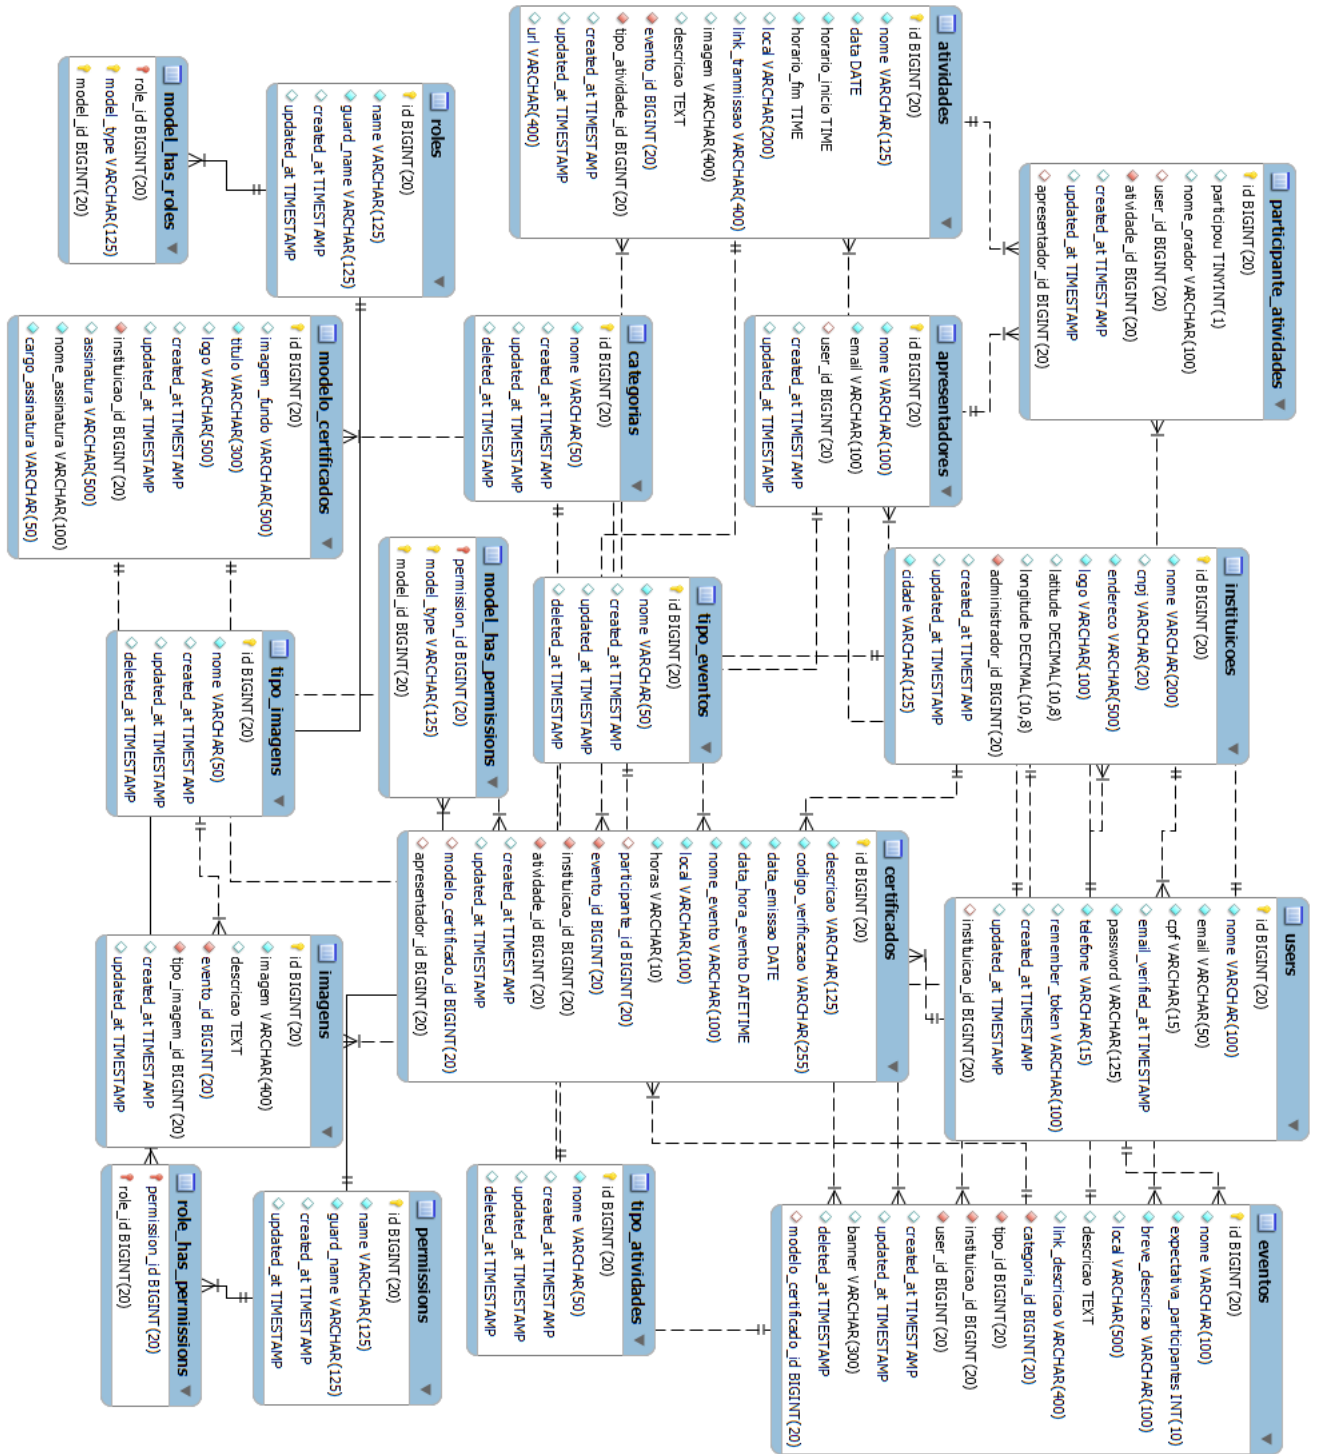 atividades
id BIGINT(20)
nome VARCHAR(125)
data DATE
horario_inicio TIME
horario_fim TIME
local VARCHAR(200)
link_tranmissao VARCHAR(400)
imagem VARCHAR(400)
descricao TEXT
evento_id BIGINT(20)
tipo_atividade_id BIGINT(20)
created_at TIMESTAMP
updated_at TIMESTAMP
url VARCHAR(400)
participante_atividades
id BIGINT(20)
participou TINYINT(1)
nome_orador VARCHAR(100)
user_id BIGINT(20)
atividade_id BIGINT(20)
created_at TIMESTAMP
updated_at TIMESTAMP
apresentador_id BIGINT(20)
roles
id BIGINT(20)
name VARCHAR(125)
guard_name VARCHAR(125)
created_at TIMESTAMP
updated_at TIMESTAMP
model_has_roles
role_id BIGINT(20)
model_type VARCHAR(125)
model_id BIGINT(20)
apresentadores
id BIGINT(20)
nome VARCHAR(100)
email VARCHAR(100)
user_id BIGINT(20)
created_at TIMESTAMP
updated_at TIMESTAMP
categorias
id BIGINT(20)
nome VARCHAR(50)
created_at TIMESTAMP
updated_at TIMESTAMP
deleted_at TIMESTAMP
modelo_certificados
id BIGINT(20)
imagem_fundo VARCHAR(500)
titulo VARCHAR(300)
logo VARCHAR(500)
created_at TIMESTAMP
updated_at TIMESTAMP
instituicao_id BIGINT(20)
assinatura VARCHAR(500)
nome_assinatura VARCHAR(100)
cargo_assinatura VARCHAR(50)
instituicoes
id BIGINT(20)
nome VARCHAR(200)
cnpj VARCHAR(20)
endereco VARCHAR(500)
logo VARCHAR(100)
latitude DECIMAL(10,8)
longitude DECIMAL(10,8)
administrador_id BIGINT(20)
created_at TIMESTAMP
updated_at TIMESTAMP
cidade VARCHAR(125)
tipo_eventos
id BIGINT(20)
nome VARCHAR(50)
created_at TIMESTAMP
updated_at TIMESTAMP
deleted_at TIMESTAMP
model_has_permissions
permission_id BIGINT(20)
model_type VARCHAR(125)
model_id BIGINT(20)
tipo_imagens
id BIGINT(20)
nome VARCHAR(50)
created_at TIMESTAMP
updated_at TIMESTAMP
deleted_at TIMESTAMP
users
id BIGINT(20)
nome VARCHAR(100)
email VARCHAR(50)
cpf VARCHAR(15)
email_verified_at TIMESTAMP
password VARCHAR(125)
telefone VARCHAR(15)
remember_token VARCHAR(100)
created_at TIMESTAMP
updated_at TIMESTAMP
instituicao_id BIGINT(20)
certificados
id BIGINT(20)
descricao VARCHAR(125)
codigo_verificacao VARCHAR(255)
data_emissao DATE
data_hora_evento DATETIME
nome_evento VARCHAR(100)
local VARCHAR(100)
horas VARCHAR(10)
participante_id BIGINT(20)
evento_id BIGINT(20)
instituicao_id BIGINT(20)
atividade_id BIGINT(20)
created_at TIMESTAMP
updated_at TIMESTAMP
modelo_certificado_id BIGINT(20)
apresentador_id BIGINT(20)
imagens
id BIGINT(20)
imagem VARCHAR(400)
descricao TEXT
evento_id BIGINT(20)
tipo_imagem_id BIGINT(20)
created_at TIMESTAMP
updated_at TIMESTAMP
eventos
id BIGINT(20)
nome VARCHAR(100)
expectativa_participantes INT(10)
breve_descricao VARCHAR(100)
local VARCHAR(500)
descricao TEXT
link_descricao VARCHAR(400)
categoria_id BIGINT(20)
tipo_id BIGINT(20)
instituicao_id BIGINT(20)
user_id BIGINT(20)
created_at TIMESTAMP
updated_at TIMESTAMP
banner VARCHAR(300)
deleted_at TIMESTAMP
modelo_certificado_id BIGINT(20)
tipo_atividades
id BIGINT(20)
nome VARCHAR(50)
created_at TIMESTAMP
updated_at TIMESTAMP
deleted_at TIMESTAMP
permissions
id BIGINT(20)
name VARCHAR(125)
guard_name VARCHAR(125)
created_at TIMESTAMP
updated_at TIMESTAMP
role_has_permissions
permission_id BIGINT(20)
role_id BIGINT(20)